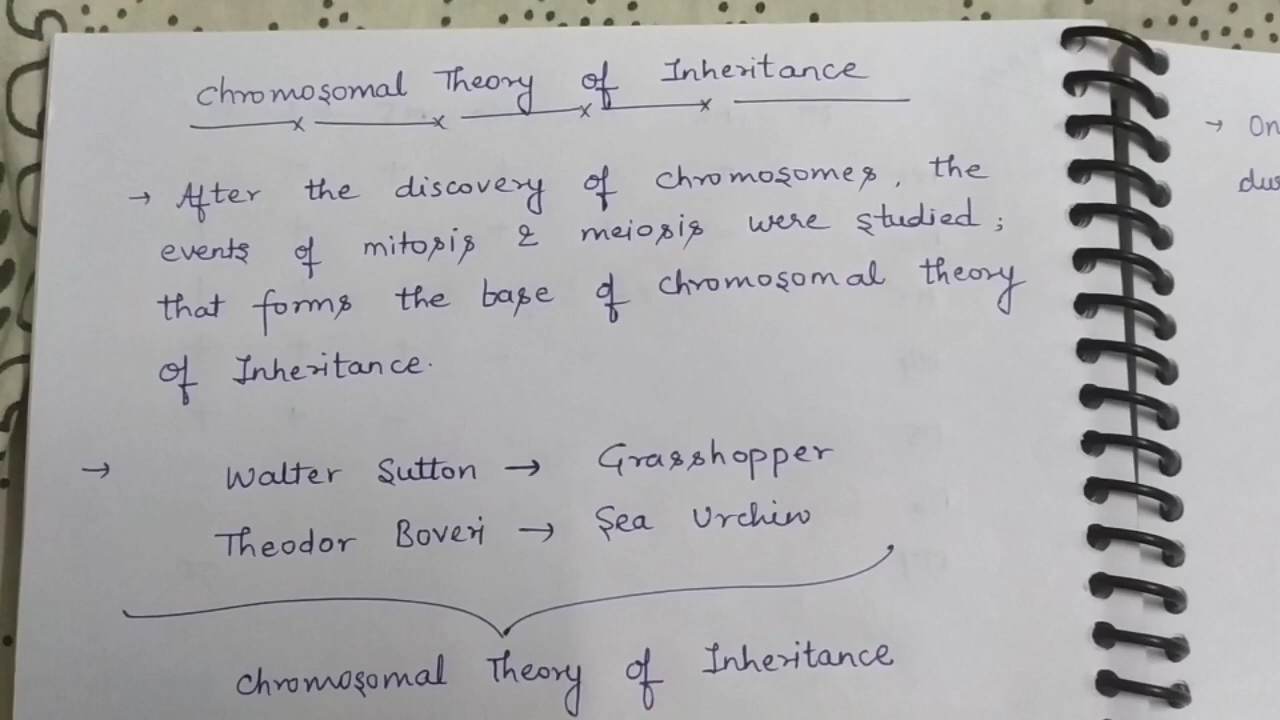 Chromosomal Theory of Inheritance
→ After the discovery of chromosomes, the
events of mitosis & meiosis were studied;
that forms the base of chromosomal theory
of Inheritance.
→ Walter Sutton → Grasshopper
Theodor Boveri → Sea Urchin
Chromosomal Theory of Inheritance
→ On